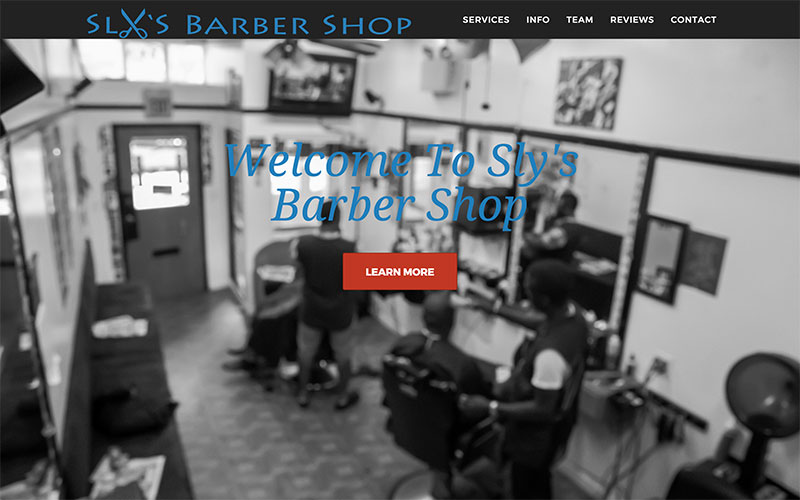 Sly's Barber Shop
SERVICES INFO TEAM REVIEWS CONTACT
Welcome To Sly's
Barber Shop
LEARN MORE